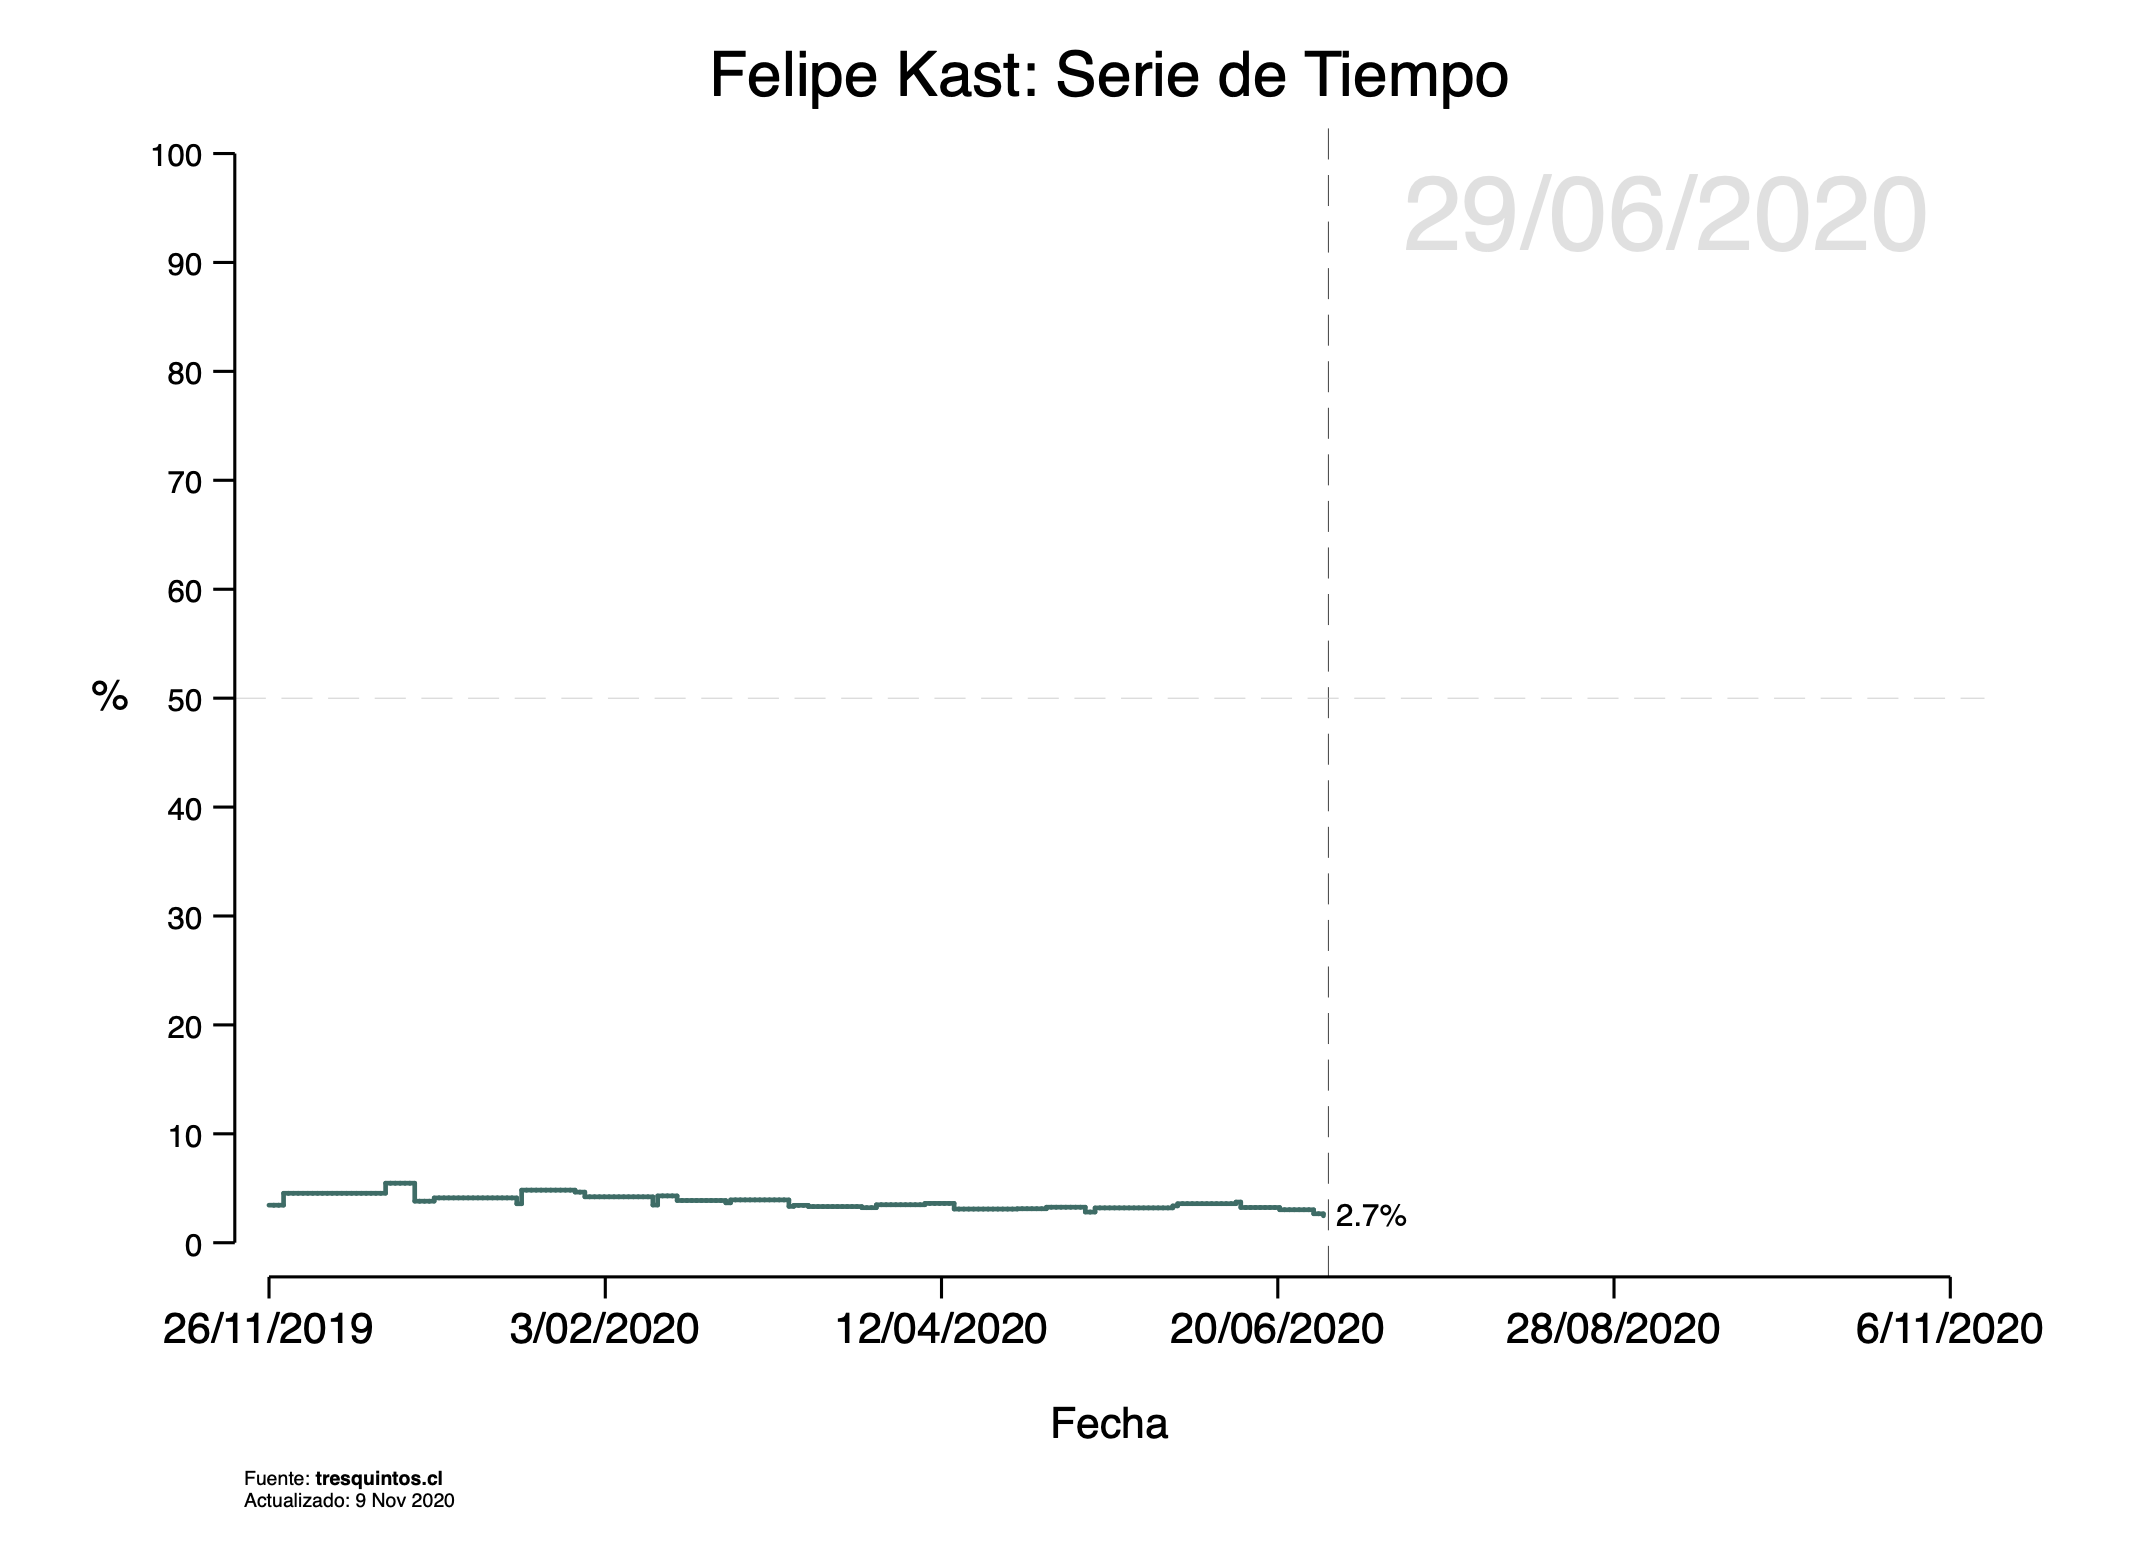 Felipe Kast: Serie de Tiempo
29/06/2020
100
90
80
70
60
%
50
40
30
20
10
0
2.7%
26/11/2019 3/02/2020 12/04/2020 20/06/2020 28/08/2020 6/11/2020
Fecha
Fuente: tresquintos.cl
Actualizado: 9 Nov 2020